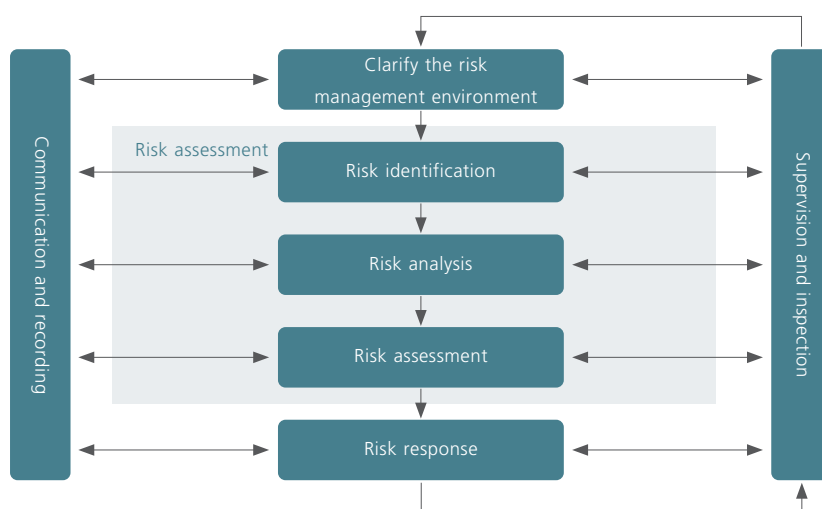 Clarify the risk
management environment
Risk assessment
Risk identification
Risk analysis
Risk assessment
Risk response
Communication and recording
Supervision and inspection